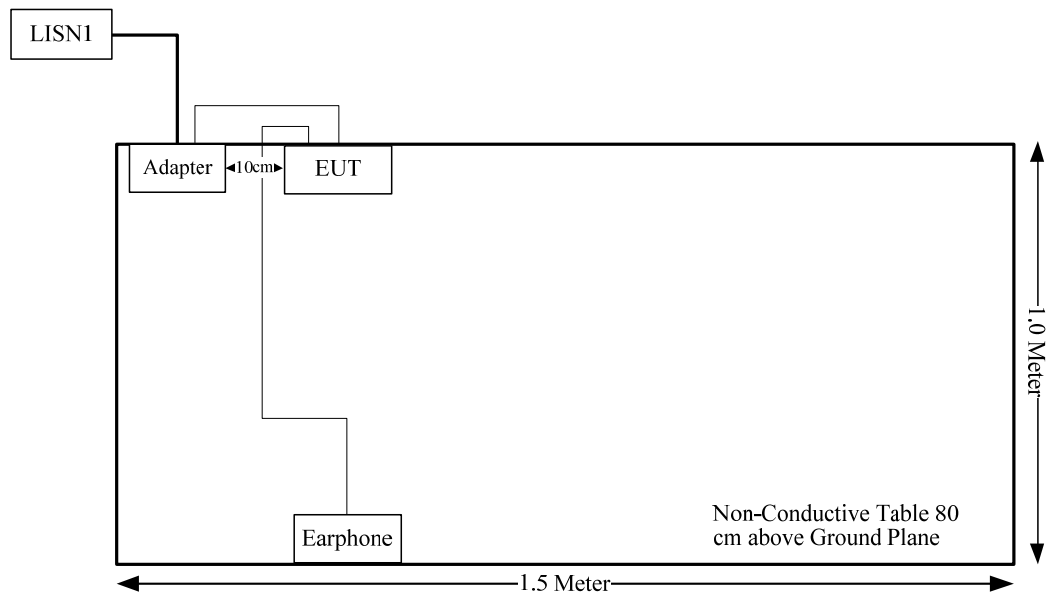 LISN1
Adapter
10cm
EUT
1.0 Meter
Earphone
Non-Conductive Table 80
cm above Ground Plane
1.5 Meter